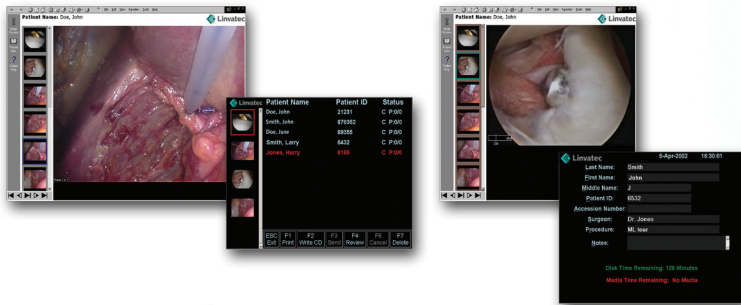 Patient Name: Doe, John
Linvatec
Linvatec
Patient Name Patient ID Status
Doe, John 21231 C P:0/0
Smith, John 876352 C P:0/0
Doe, Jane 89355 C P:0/0
Smith, Larry 6432 C P:0/0
Jones, Harry 6165 C P:0/0
ESC F1 F2 F3 F4 F6 F7
Exit Print Write CD Send Review Cancel Delete
Patient Name: Doe, John
Linvatec
Linvatec 5-Apr-2002 16:30:01
Last Name: Smith
First Name: John
Middle Name: J
Patient ID: 6532
Accession Number:
Surgeon: Dr. Jones
Procedure: ML teer
Notes:
Disk Time Remaining: 126 Minutes
Media Time Remaining: No Media